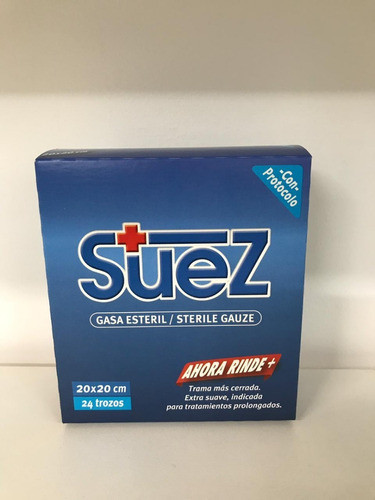 -Con-
Protocolo
SueZ
GASA ESTERIL / STERILE GAUZE
AHORA RINDE +
20x20 cm
24 trozos
Trama más cerrada.
Extra suave, indicada
para tratamientos prolongados.